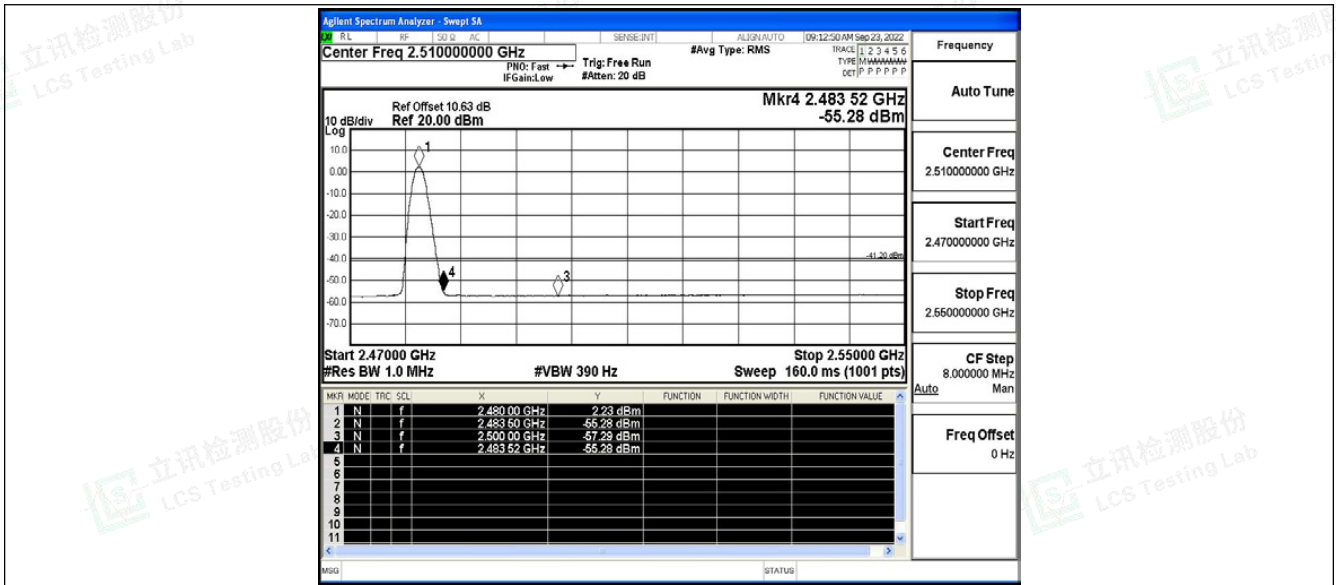 Agilent Spectrum Analyzer - Swept SA
RL RF 50 Ω AC SENSE:INT ALIGN AUTO 09:12:50 AM Sep 23, 2022
Center Freq 2.510000000 GHz
PNO: Fast
IFGain:Low
Trig: Free Run
#Atten: 20 dB
#Avg Type: RMS
TRACE 1 2 3 4 5 6
TYPE M
DET P P P P P P
Ref Offset 10.63 dB
10 dB/div Ref 20.00 dBm
Log
Mkr4 2.483 52 GHz
-55.28 dBm
10.0
0.00
-10.0
-20.0
-30.0
-40.0
-50.0
-60.0
-70.0
1
4
3
-41.20 dBm
Start 2.47000 GHz Stop 2.55000 GHz
#Res BW 1.0 MHz #VBW 390 Hz Sweep 160.0 ms (1001 pts)
MKR MODE TRC SCL X Y FUNCTION FUNCTION WIDTH FUNCTION VALUE
1 N f 2.480 00 GHz 2.23 dBm
2 N f 2.483 50 GHz -55.28 dBm
3 N f 2.500 00 GHz -57.29 dBm
4 N f 2.483 52 GHz -55.28 dBm
5
6
7
8
9
10
11
MSG STATUS
Frequency
Auto Tune
Center Freq
2.510000000 GHz
Start Freq
2.470000000 GHz
Stop Freq
2.550000000 GHz
CF Step
8.000000 MHz
Auto Man
Freq Offset
0 Hz
立讯检测股份
LCS Testing Lab
立讯检测股份
LCS Testing Lab
立讯检测股份
LCS Testing Lab
立讯检测股份
LCS Testing Lab